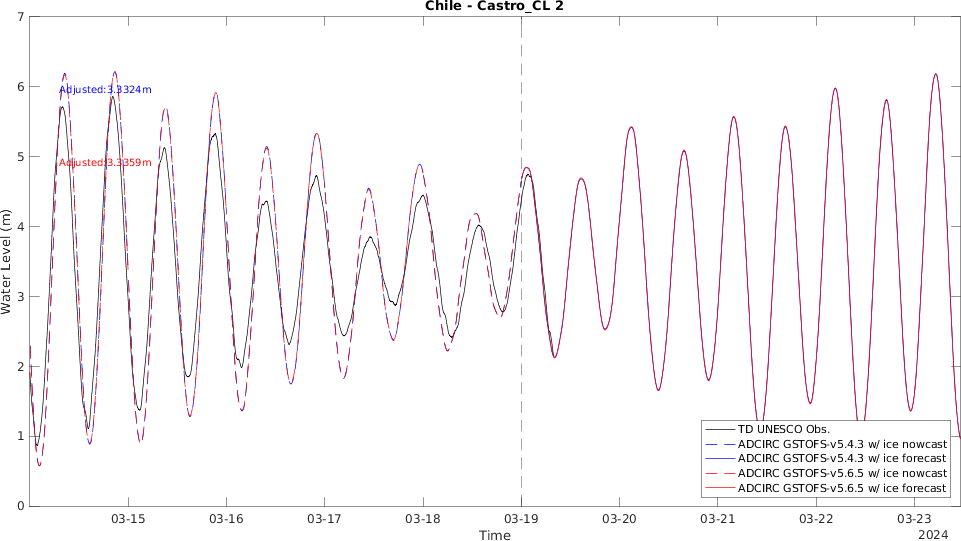 Chile - Castro_CL 2
7
6
5
4
3
2
1
0
Water Level (m)
Adjusted:3.3324m
Adjusted:3.3359m
TD UNESCO Obs.
ADCIRC GSTOFS-v5.4.3 w/ ice nowcast
ADCIRC GSTOFS-v5.4.3 w/ ice forecast
ADCIRC GSTOFS-v5.6.5 w/ ice nowcast
ADCIRC GSTOFS-v5.6.5 w/ ice forecast
03-15 03-16 03-17 03-18 03-19 03-20 03-21 03-22 03-23
Time
2024